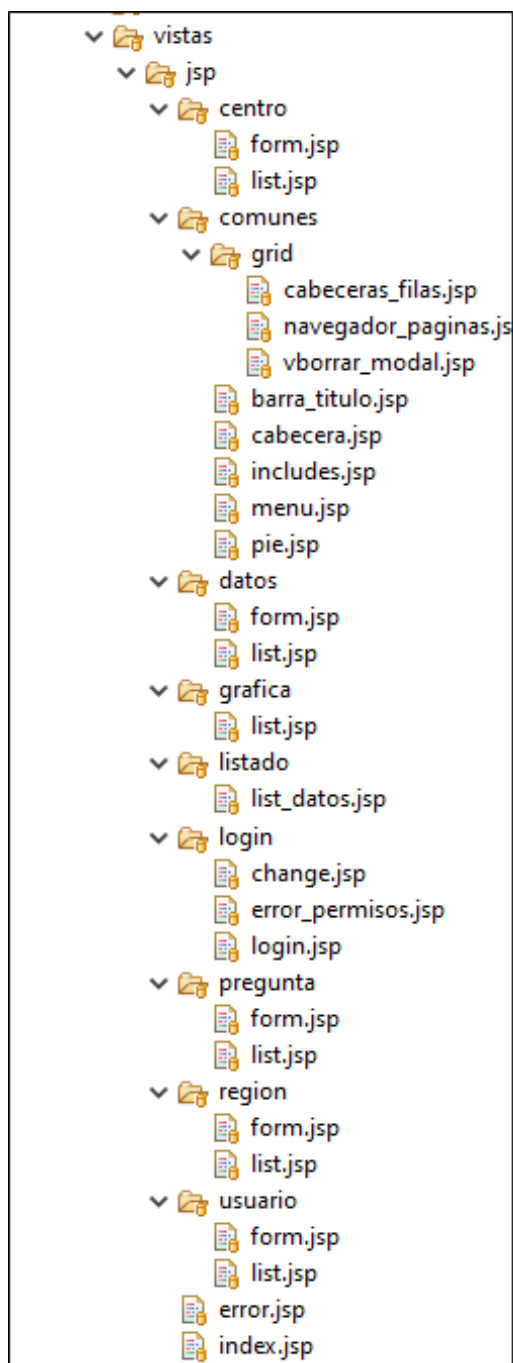 vistas
jsp
centro
form.jsp
list.jsp
comunes
grid
cabeceras_filas.jsp
navegador_paginas.js
vborrar_modal.jsp
barra_titulo.jsp
cabecera.jsp
includes.jsp
menu.jsp
pie.jsp
datos
form.jsp
list.jsp
grafica
list.jsp
listado
list_datos.jsp
login
change.jsp
error_permisos.jsp
login.jsp
pregunta
form.jsp
list.jsp
region
form.jsp
list.jsp
usuario
form.jsp
list.jsp
error.jsp
index.jsp